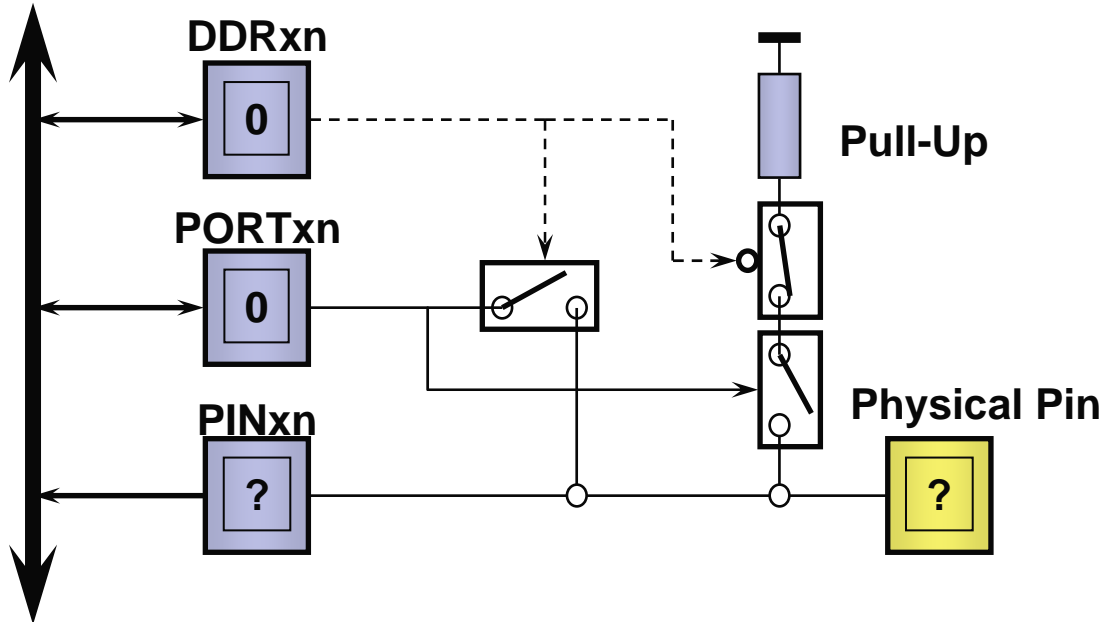 DDRxn
0
Pull-Up
PORTxn
0
Physical Pin
PINxn
?
?